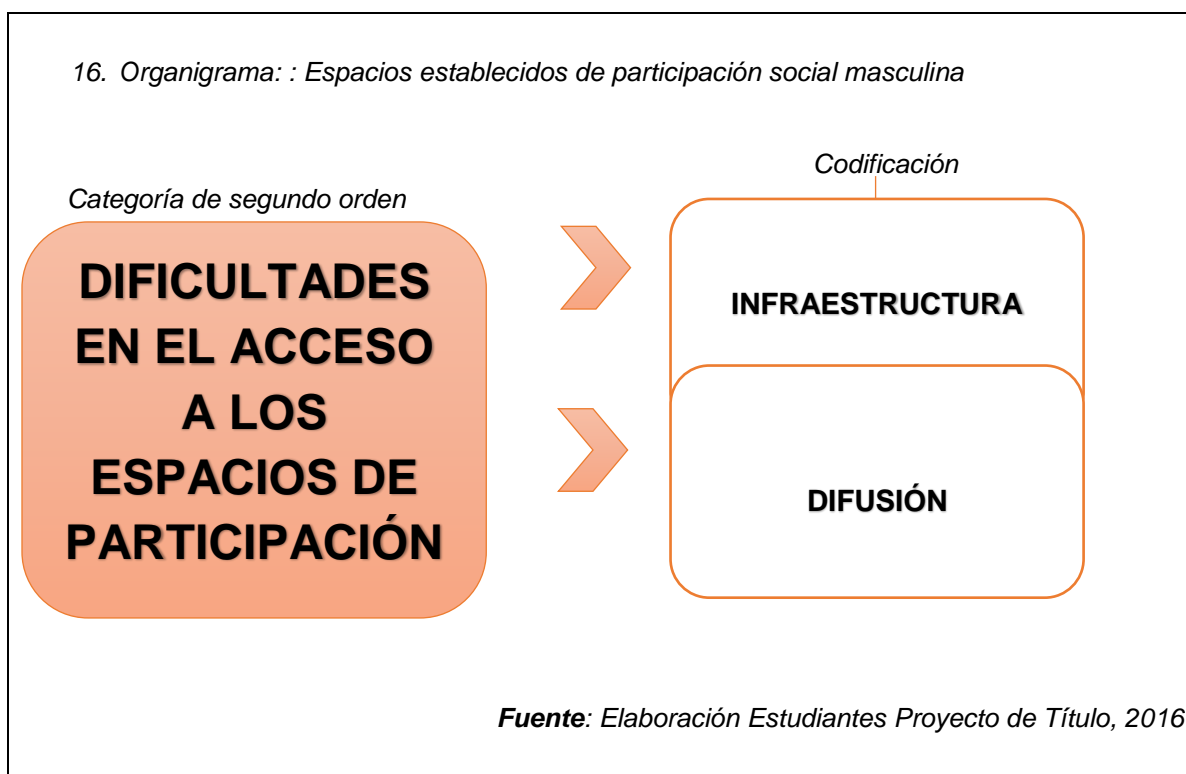 16. Organigrama: : Espacios establecidos de participación social masculina
Codificación
Categoría de segundo orden
DIFICULTADES
EN EL ACCESO
A LOS
ESPACIOS DE
PARTICIPACIÓN
INFRAESTRUCTURA
DIFUSIÓN
Fuente: Elaboración Estudiantes Proyecto de Título, 2016